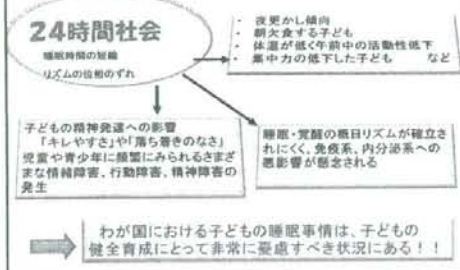 24時間社会
睡眠時間の短縮
リズムの位相のずれ
・ 夜更かし傾向
・ 朝欠食する子ども
・ 体温が低く午前中の活動性低下
・ 集中力の低下した子ども など
子どもの精神発達への影響
「キレやすさ」や「落ち着きのなさ」
児童や青少年に頻繁にみられるさまざ
まな情緒障害、行動障害、精神障害の
発生
睡眠・覚醒の概日リズムが確立さ
れにくく、免疫系、内分泌系への
悪影響が懸念される
わが国における子どもの睡眠事情は、子どもの
健全育成にとって非常に憂慮すべき状況にある！！